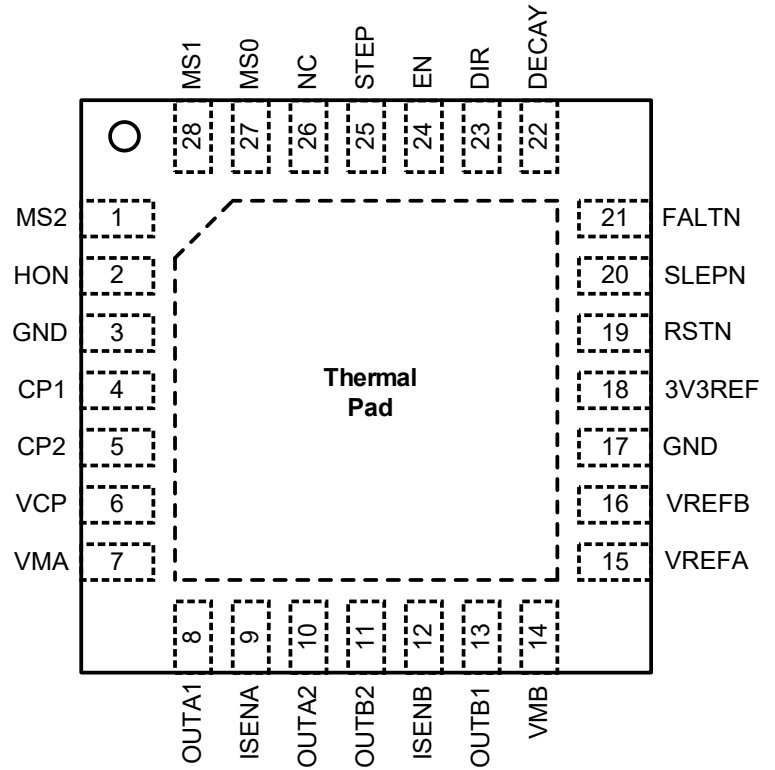 MS1
MS0
NC
STEP
EN
DIR
DECAY
28
27
26
25
24
23
22
MS2 1
21 FALTN
HON 2
20 SLEPN
GND 3
19 RSTN
CP1 4
18 3V3REF
CP2 5
17 GND
VCP 6
16 VREFB
VMA 7
15 VREFA
Thermal
Pad
8
9
10
11
12
13
14
OUTA1
ISENA
OUTA2
OUTB2
ISENB
OUTB1
VMB